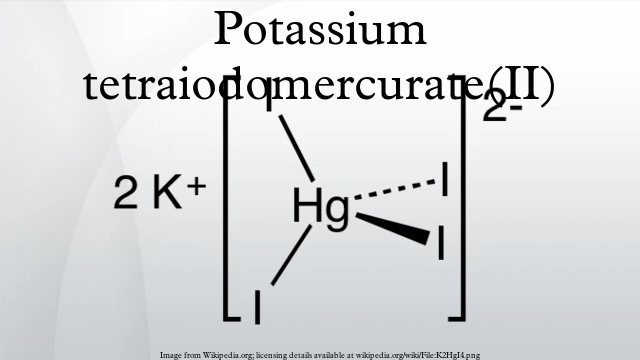 Potassium
tetraiodomercurate(II)
2-
I
2 K+
Hg
I
I
I
Image from Wikipedia.org; licensing details available at wikipedia.org/wiki/File:K2HgI4.png